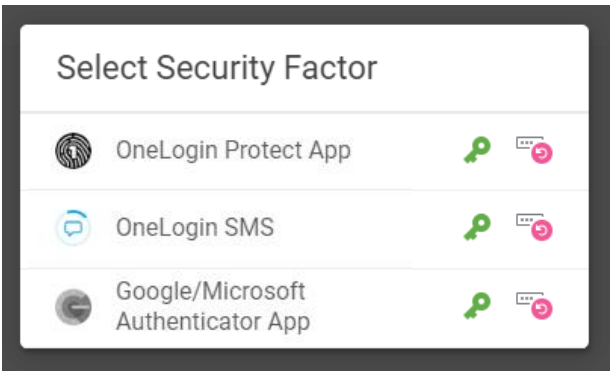 Select Security Factor
OneLogin Protect App
OneLogin SMS
Google/Microsoft
Authenticator App